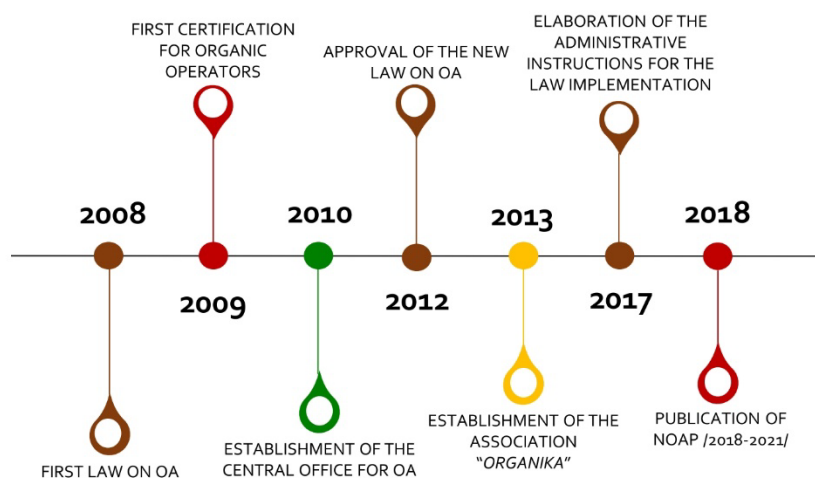 FIRST CERTIFICATION
FOR ORGANIC
OPERATORS
APPROVAL OF THE NEW
LAW ON OA
ELABORATION OF THE
ADMINISTRATIVE
INSTRUCTIONS FOR THE
LAW IMPLEMENTATION
2008
2010
2013
2018
2009
2012
2017
FIRST LAW ON OA
ESTABLISHMENT OF THE
CENTRAL OFFICE FOR OA
ESTABLISHMENT OF THE
ASSOCIATION
"ORGANIKA"
PUBLICATION OF
NOAP /2018-2021/